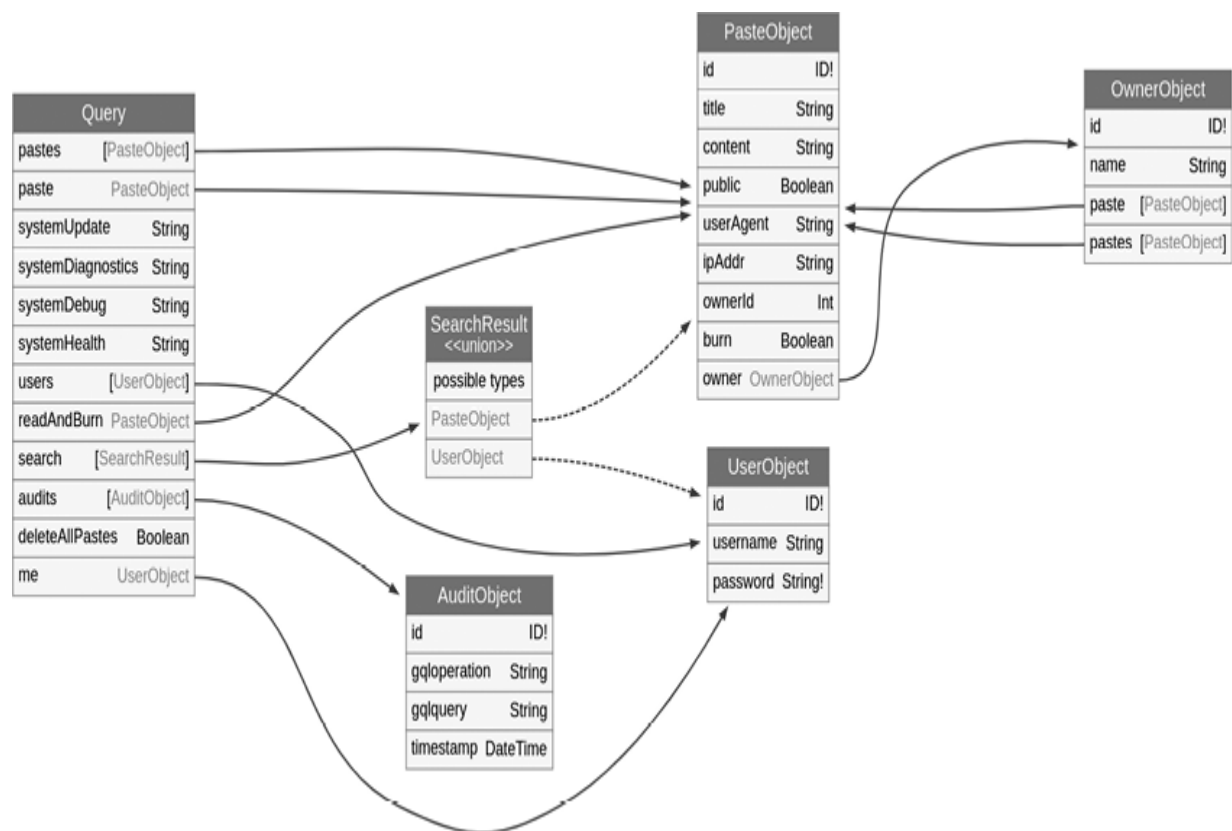 Query
pastes [PasteObject]
paste PasteObject
systemUpdate String
systemDiagnostics String
systemDebug String
systemHealth String
users [UserObject]
readAndBurn PasteObject
search [SearchResult]
audits [AuditObject]
deleteAllPastes Boolean
me UserObject
SearchResult
<<union>>
possible types
PasteObject
UserObject
AuditObject
id ID!
gqloperation String
gqlquery String
timestamp DateTime
PasteObject
id ID!
title String
content String
public Boolean
userAgent String
ipAddr String
ownerId Int
burn Boolean
owner OwnerObject
UserObject
id ID!
username String
password String!
OwnerObject
id ID!
name String
paste [PasteObject]
pastes [PasteObject]